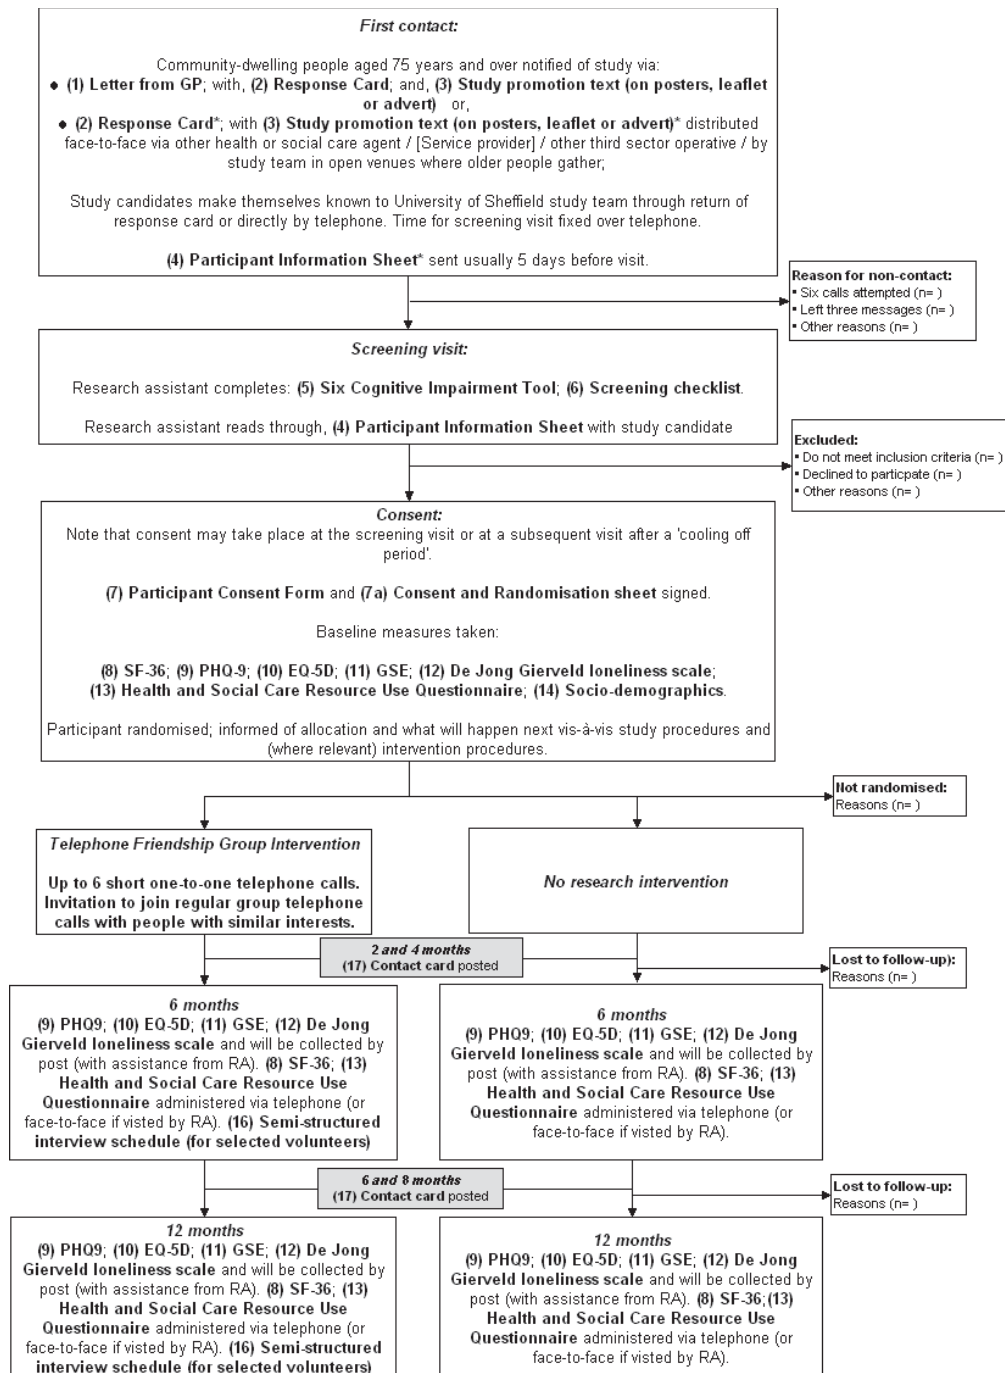 First contact:
Community-dwelling people aged 75 years and over notified of study via:
• (1) Letter from GP; with, (2) Response Card; and, (3) Study promotion text (on posters, leaflet
or advert) or,
• (2) Response Card*; with (3) Study promotion text (on posters, leaflet or advert)* distributed
face-to-face via other health or social care agent / [Service provider] / other third sector operative / by
study team in open venues where older people gather;
Study candidates make themselves known to University of Sheffield study team through return of
response card or directly by telephone. Time for screening visit fixed over telephone.
(4) Participant Information Sheet* sent usually 5 days before visit.
Reason for non-contact:
▪ Six calls attempted (n= )
▪ Left three messages (n= )
▪ Other reasons (n= )
Screening visit:
Research assistant completes: (5) Six Cognitive Impairment Tool; (6) Screening checklist.
Research assistant reads through, (4) Participant Information Sheet with study candidate
Excluded:
▪ Do not meet inclusion criteria (n= )
▪ Declined to particpate (n= )
▪ Other reasons (n= )
Consent:
Note that consent may take place at the screening visit or at a subsequent visit after a 'cooling off
period'.
(7) Participant Consent Form and (7a) Consent and Randomisation sheet signed.
Baseline measures taken:
(8) SF-36; (9) PHQ-9; (10) EQ-5D; (11) GSE; (12) De Jong Gierveld loneliness scale;
(13) Health and Social Care Resource Use Questionnaire; (14) Socio-demographics.
Participant randomised; informed of allocation and what will happen next vis-à-vis study procedures and
(where relevant) intervention procedures.
Not randomised:
Reasons (n= )
Telephone Friendship Group Intervention
Up to 6 short one-to-one telephone calls.
Invitation to join regular group telephone
calls with people with similar interests.
No research intervention
2 and 4 months
(17) Contact card posted
Lost to follow-up):
Reasons (n= )
6 months
(9) PHQ9; (10) EQ-5D; (11) GSE; (12) De Jong
Gierveld loneliness scale and will be collected by
post (with assistance from RA). (8) SF-36; (13)
Health and Social Care Resource Use
Questionnaire administered via telephone (or
face-to-face if visted by RA). (16) Semi-structured
interview schedule (for selected volunteers)
6 months
(9) PHQ9; (10) EQ-5D; (11) GSE; (12) De Jong
Gierveld loneliness scale and will be collected by
post (with assistance from RA). (8) SF-36; (13)
Health and Social Care Resource Use
Questionnaire administered via telephone (or
face-to-face if visted by RA).
6 and 8 months
(17) Contact card posted
Lost to follow-up:
Reasons (n= )
12 months
(9) PHQ9; (10) EQ-5D; (11) GSE; (12) De Jong
Gierveld loneliness scale and will be collected by
post (with assistance from RA). (8) SF-36; (13)
Health and Social Care Resource Use
Questionnaire administered via telephone (or
face-to-face if visted by RA). (16) Semi-structured
interview schedule (for selected volunteers)
12 months
(9) PHQ9; (10) EQ-5D; (11) GSE; (12) De Jong
Gierveld loneliness scale and will be collected by
post (with assistance from RA). (8) SF-36;(13)
Health and Social Care Resource Use
Questionnaire administered via telephone (or
face-to-face if visted by RA).